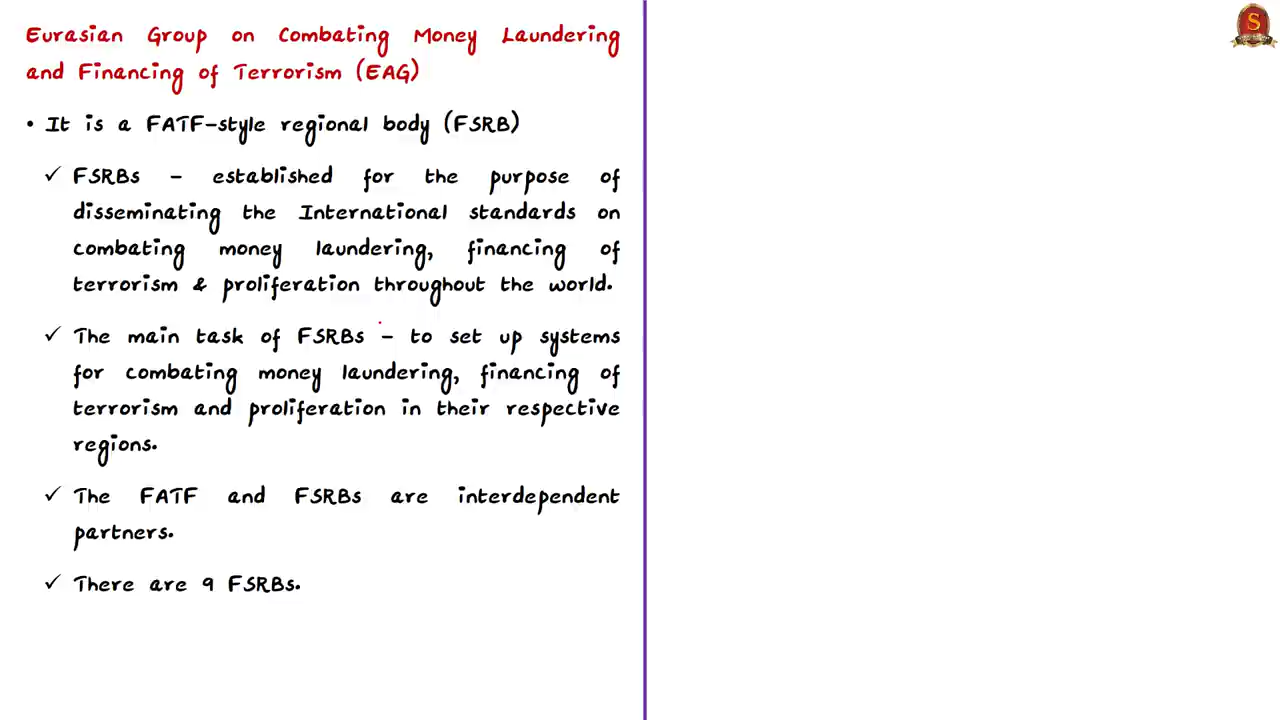 Eurasian Group on Combating Money Laundering
and Financing of Terrorism (EAG)
• It is a FATF-style regional body (FSRB)
✓ FSRBs – established for the purpose of
disseminating the International standards on
combating money laundering, financing of
terrorism & proliferation throughout the world.
✓ The main task of FSRBs – to set up systems
for combating money laundering, financing of
terrorism and proliferation in their respective
regions.
✓ The FATF and FSRBs are interdependent
partners.
✓ There are 9 FSRBs.
S